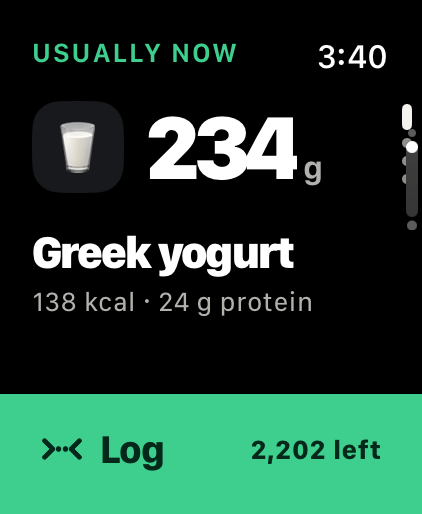 USUALLY NOW 3:40
234 g
Greek yogurt
138 kcal · 24 g protein
Log 2,202 left